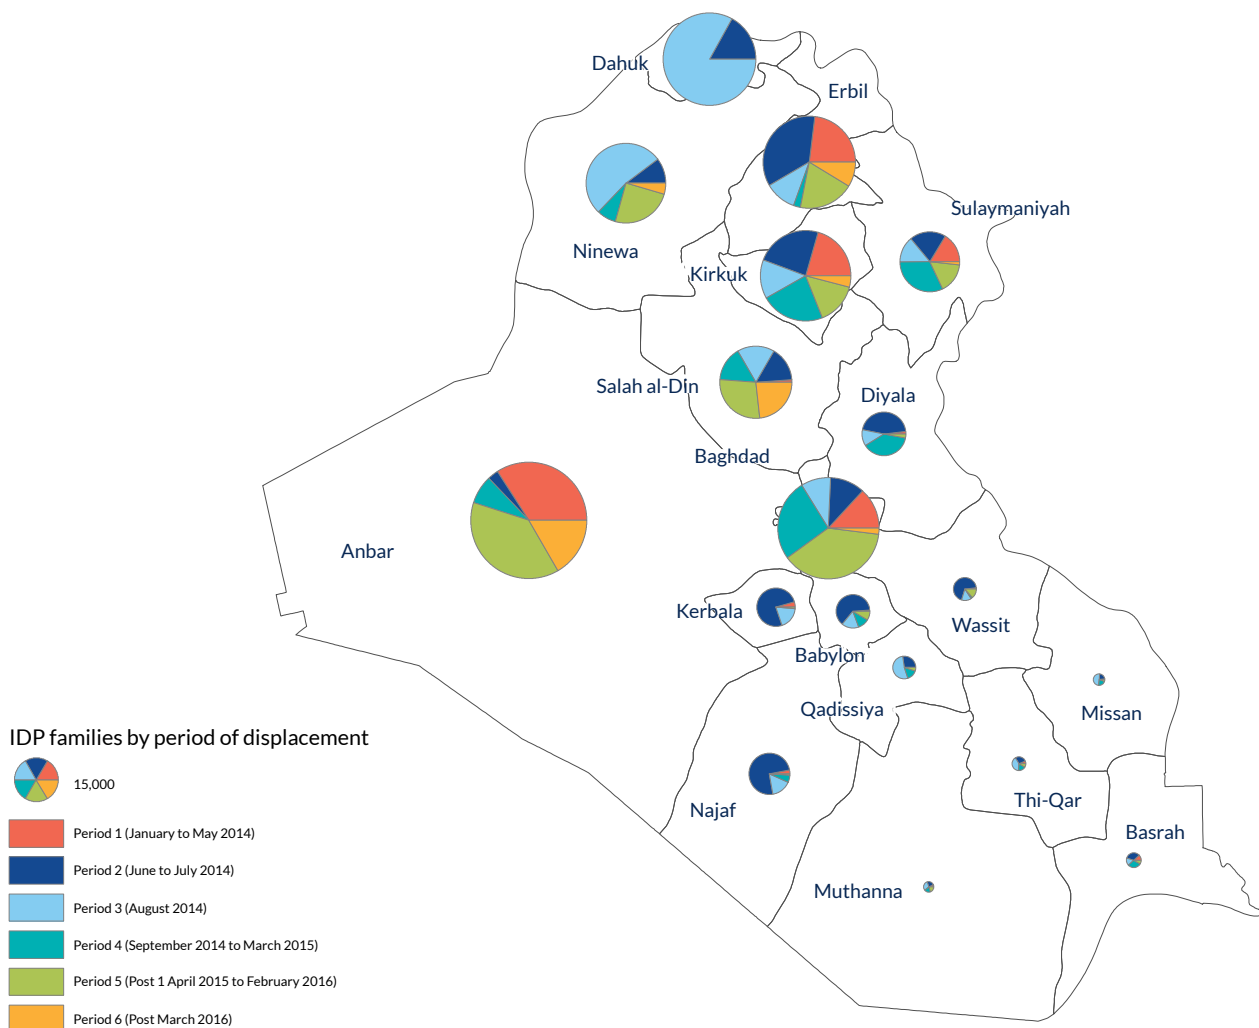 Dahuk
Erbil
Sulaymaniyah
Ninewa
Kirkuk
Salah al-Din
Diyala
Baghdad
Anbar
Kerbala
Wassit
Babylon
Qadissiya
Missan
IDP families by period of displacement
15,000
Najaf
Thi-Qar
Period 1 (January to May 2014)
Basrah
Period 2 (June to July 2014)
Muthanna
Period 3 (August 2014)
Period 4 (September 2014 to March 2015)
Period 5 (Post 1 April 2015 to February 2016)
Period 6 (Post March 2016)